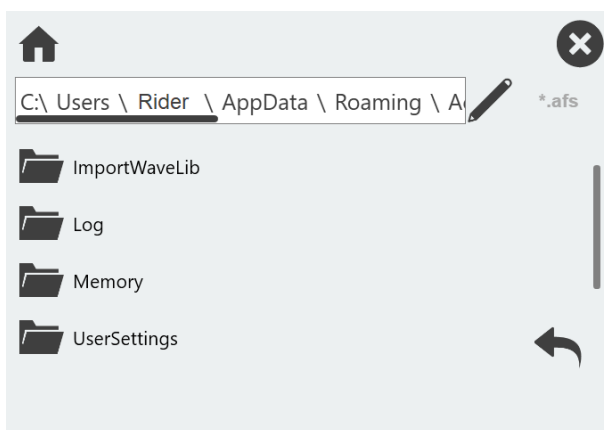 C:\ Users \ Rider \ AppData \ Roaming \
*.afs
ImportWaveLib
Log
Memory
UserSettings